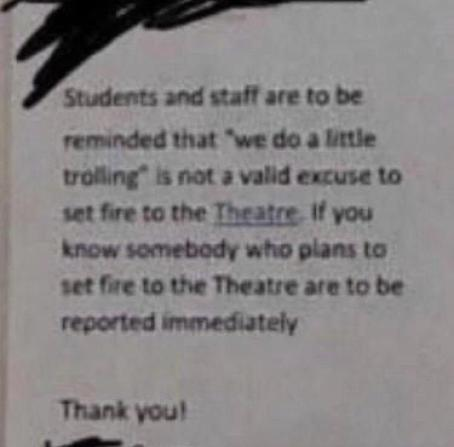 Students and staff are to be
reminded that "we do a little
trolling" is not a valid excuse to
set fire to the Theatre. If you
know somebody who plans to
set fire to the Theatre are to be
reported immediately
Thank you!